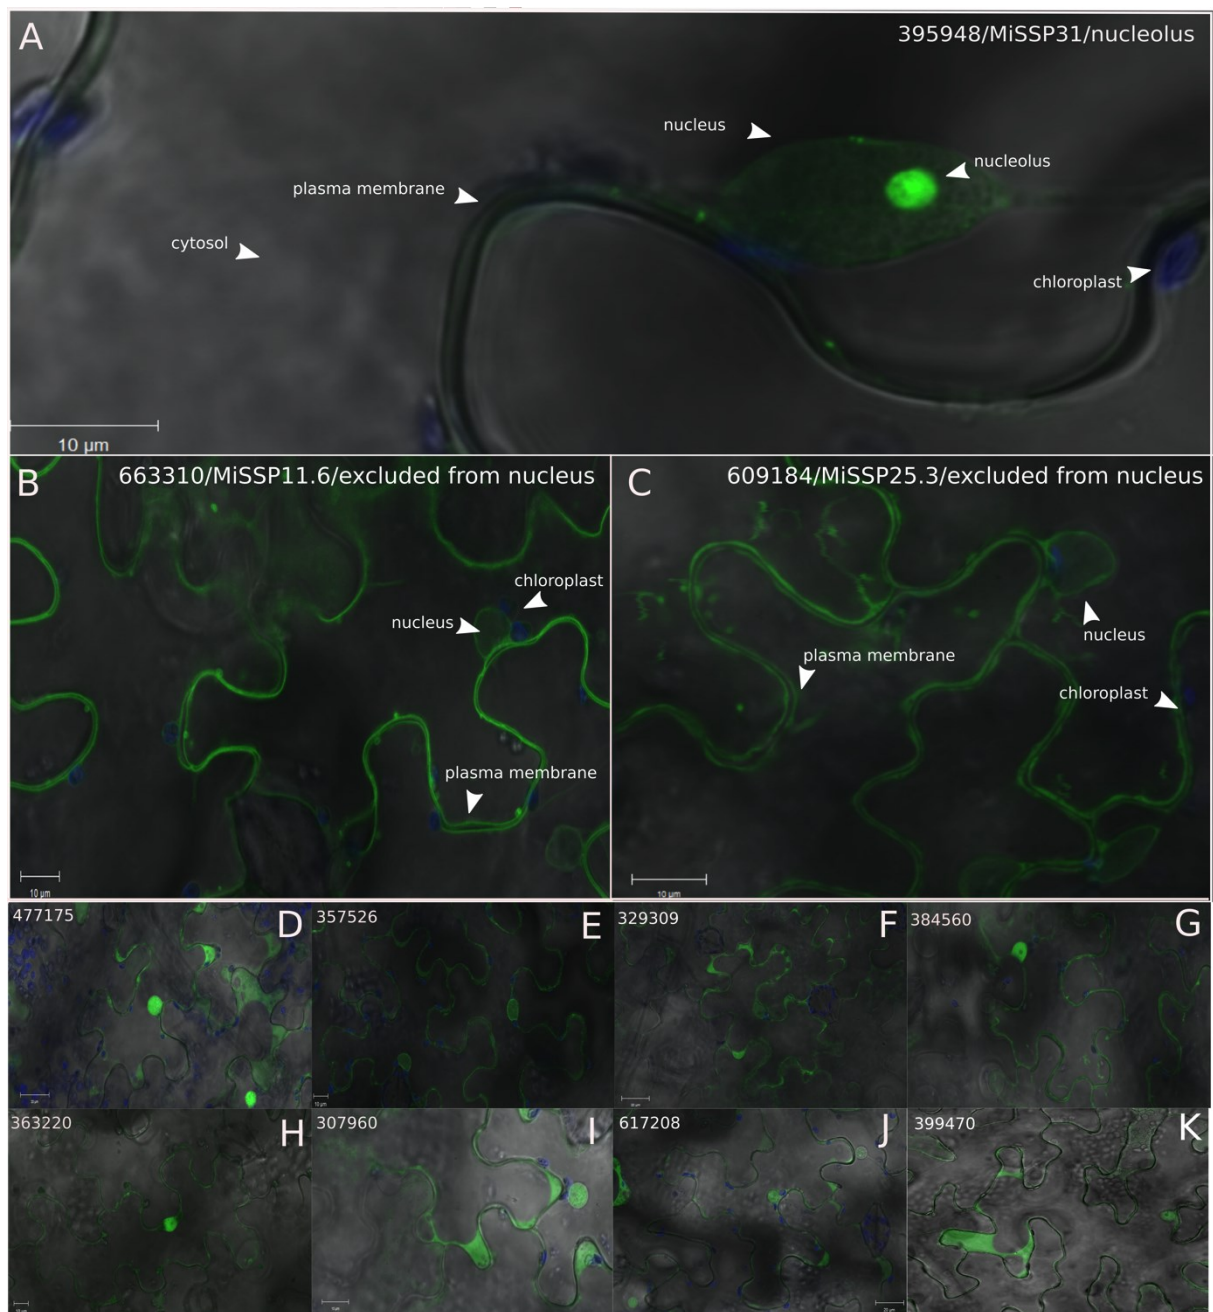 A
395948/MiSSP31/nucleolus
nucleus
nucleolus
plasma membrane
cytosol
chloroplast
10 µm
B
663310/MiSSP11.6/excluded from nucleus
chloroplast
nucleus
plasma membrane
10 µm
C
609184/MiSSP25.3/excluded from nucleus
nucleus
plasma membrane
chloroplast
10 µm
477175
D
357526
E
329309
F
384560
G
363220
H
307960
I
617208
J
399470
K